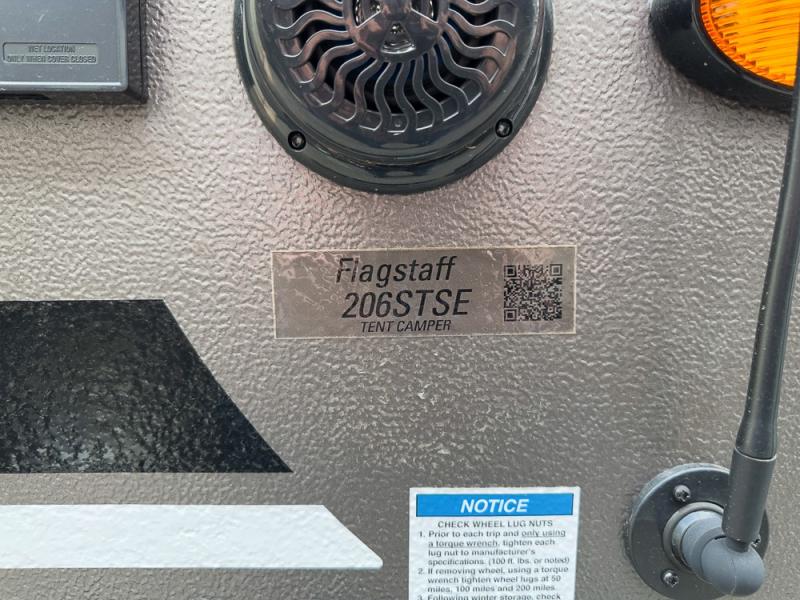 WET LOCATION
ONLY WHEN COVER CLOSED
Flagstaff
206STSE
TENT CAMPER
NOTICE
CHECK WHEEL LUG NUTS
1. Prior to each trip and only using
a torque wrench, tighten each
lug nut to manufacturer's
specifications. (100 ft. lbs. or noted)
2. If removing wheel, using a torque
wrench tighten wheel lugs at 50
miles, 100 miles and 200 miles.
3. Following winter storage, check